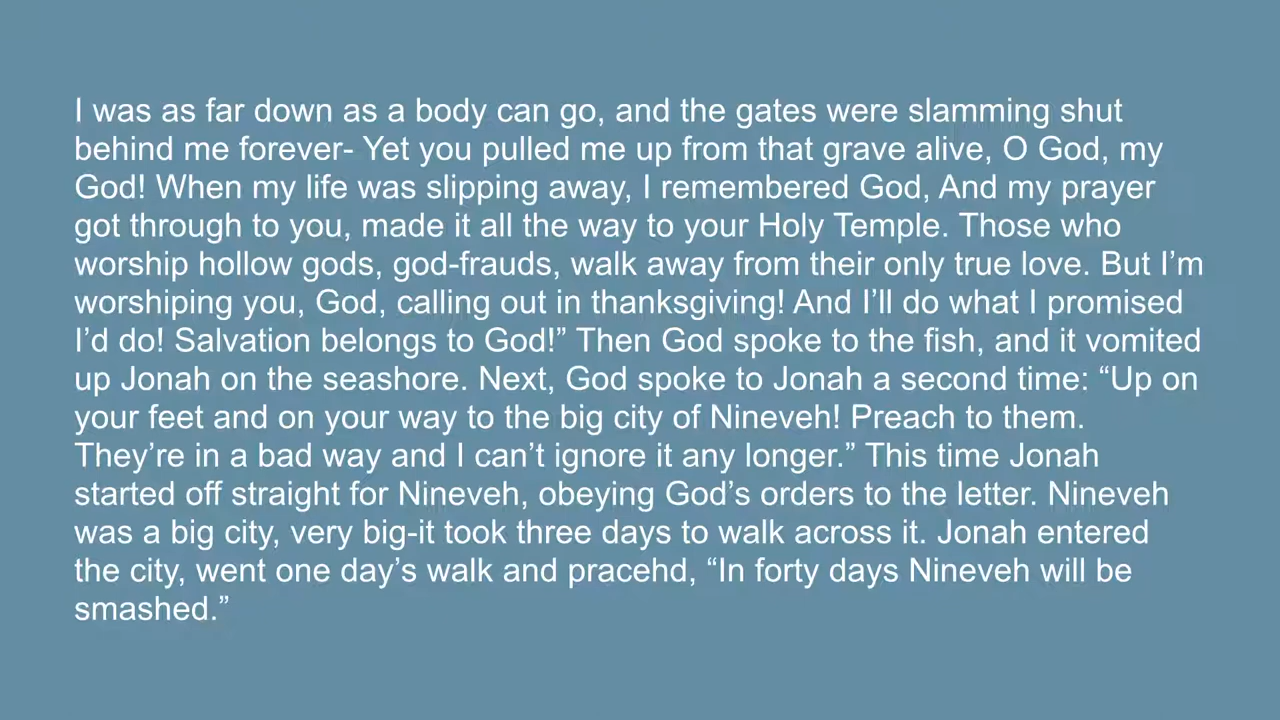 I was as far down as a body can go, and the gates were slamming shut
behind me forever- Yet you pulled me up from that grave alive, O God, my
God! When my life was slipping away, I remembered God, And my prayer
got through to you, made it all the way to your Holy Temple. Those who
worship hollow gods, god-frauds, walk away from their only true love. But I’m
worshiping you, God, calling out in thanksgiving! And I’ll do what I promised
I’d do! Salvation belongs to God!” Then God spoke to the fish, and it vomited
up Jonah on the seashore. Next, God spoke to Jonah a second time: “Up on
your feet and on your way to the big city of Nineveh! Preach to them.
They’re in a bad way and I can’t ignore it any longer.” This time Jonah
started off straight for Nineveh, obeying God’s orders to the letter. Nineveh
was a big city, very big-it took three days to walk across it. Jonah entered
the city, went one day’s walk and pracehd, “In forty days Nineveh will be
smashed.”